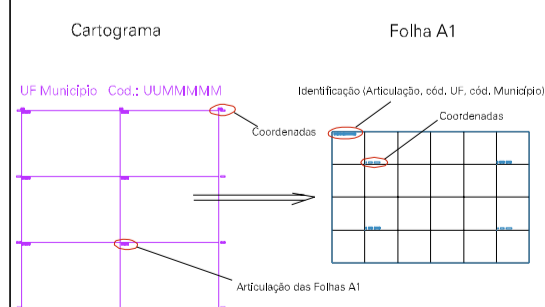 Cartograma
Folha A1
UF Município Cod.: UUMMMMM
Identificação (Articulação, cód. UF, cód. Município)
Coordenadas
Coordenadas
Articulação das Folhas A1